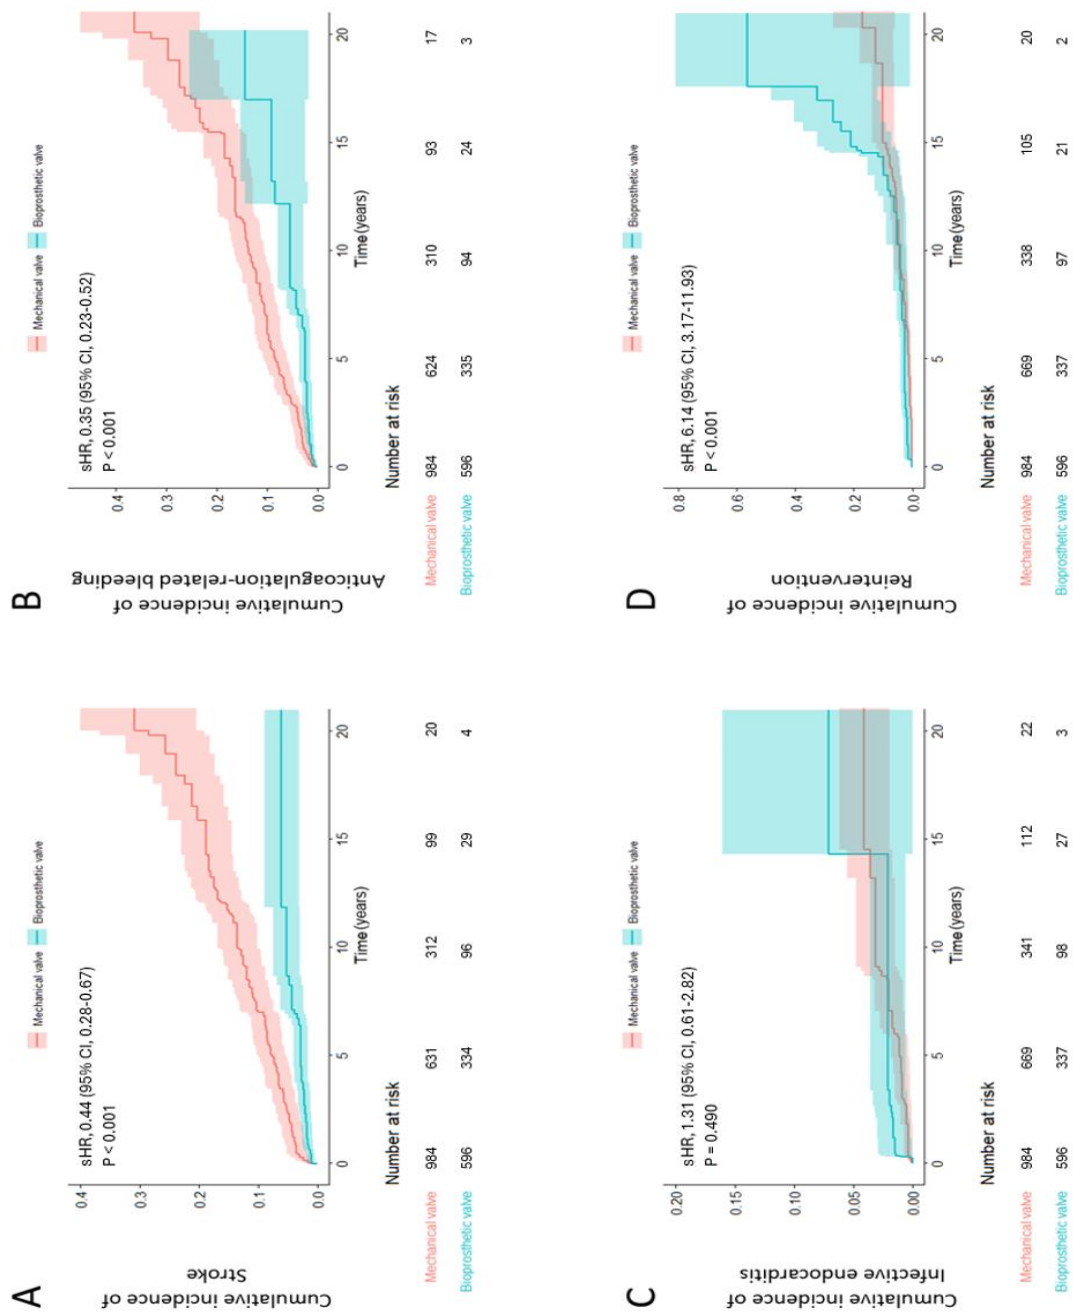 A
Mechanical valve Bioprosthetic valve
sHR, 0.44 (95% CI, 0.28-0.67)
P < 0.001
Cumulative incidence of
Stroke
0.4
0.3
0.2
0.1
0.0
0 5 10 15 20
Time(years)
Number at risk
Mechanical valve 984 631 312 99 20
Bioprosthetic valve 596 334 96 29 4
B
Mechanical valve Bioprosthetic valve
sHR, 0.35 (95% CI, 0.23-0.52)
P < 0.001
Cumulative incidence of
Anticoagulation-related bleeding
0.4
0.3
0.2
0.1
0.0
0 5 10 15 20
Time(years)
Number at risk
Mechanical valve 984 624 310 93 17
Bioprosthetic valve 596 335 94 24 3
C
Mechanical valve Bioprosthetic valve
sHR, 1.31 (95% CI, 0.61-2.82)
P = 0.490
Cumulative incidence of
Infective endocarditis
0.20
0.15
0.10
0.05
0.00
0 5 10 15 20
Time(years)
Number at risk
Mechanical valve 984 669 341 112 22
Bioprosthetic valve 596 337 98 27 3
D
Mechanical valve Bioprosthetic valve
sHR, 6.14 (95% CI, 3.17-11.93)
P < 0.001
Cumulative incidence of
Reintervention
0.8
0.6
0.4
0.2
0.0
0 5 10 15 20
Time(years)
Number at risk
Mechanical valve 984 669 338 105 20
Bioprosthetic valve 596 337 97 21 2